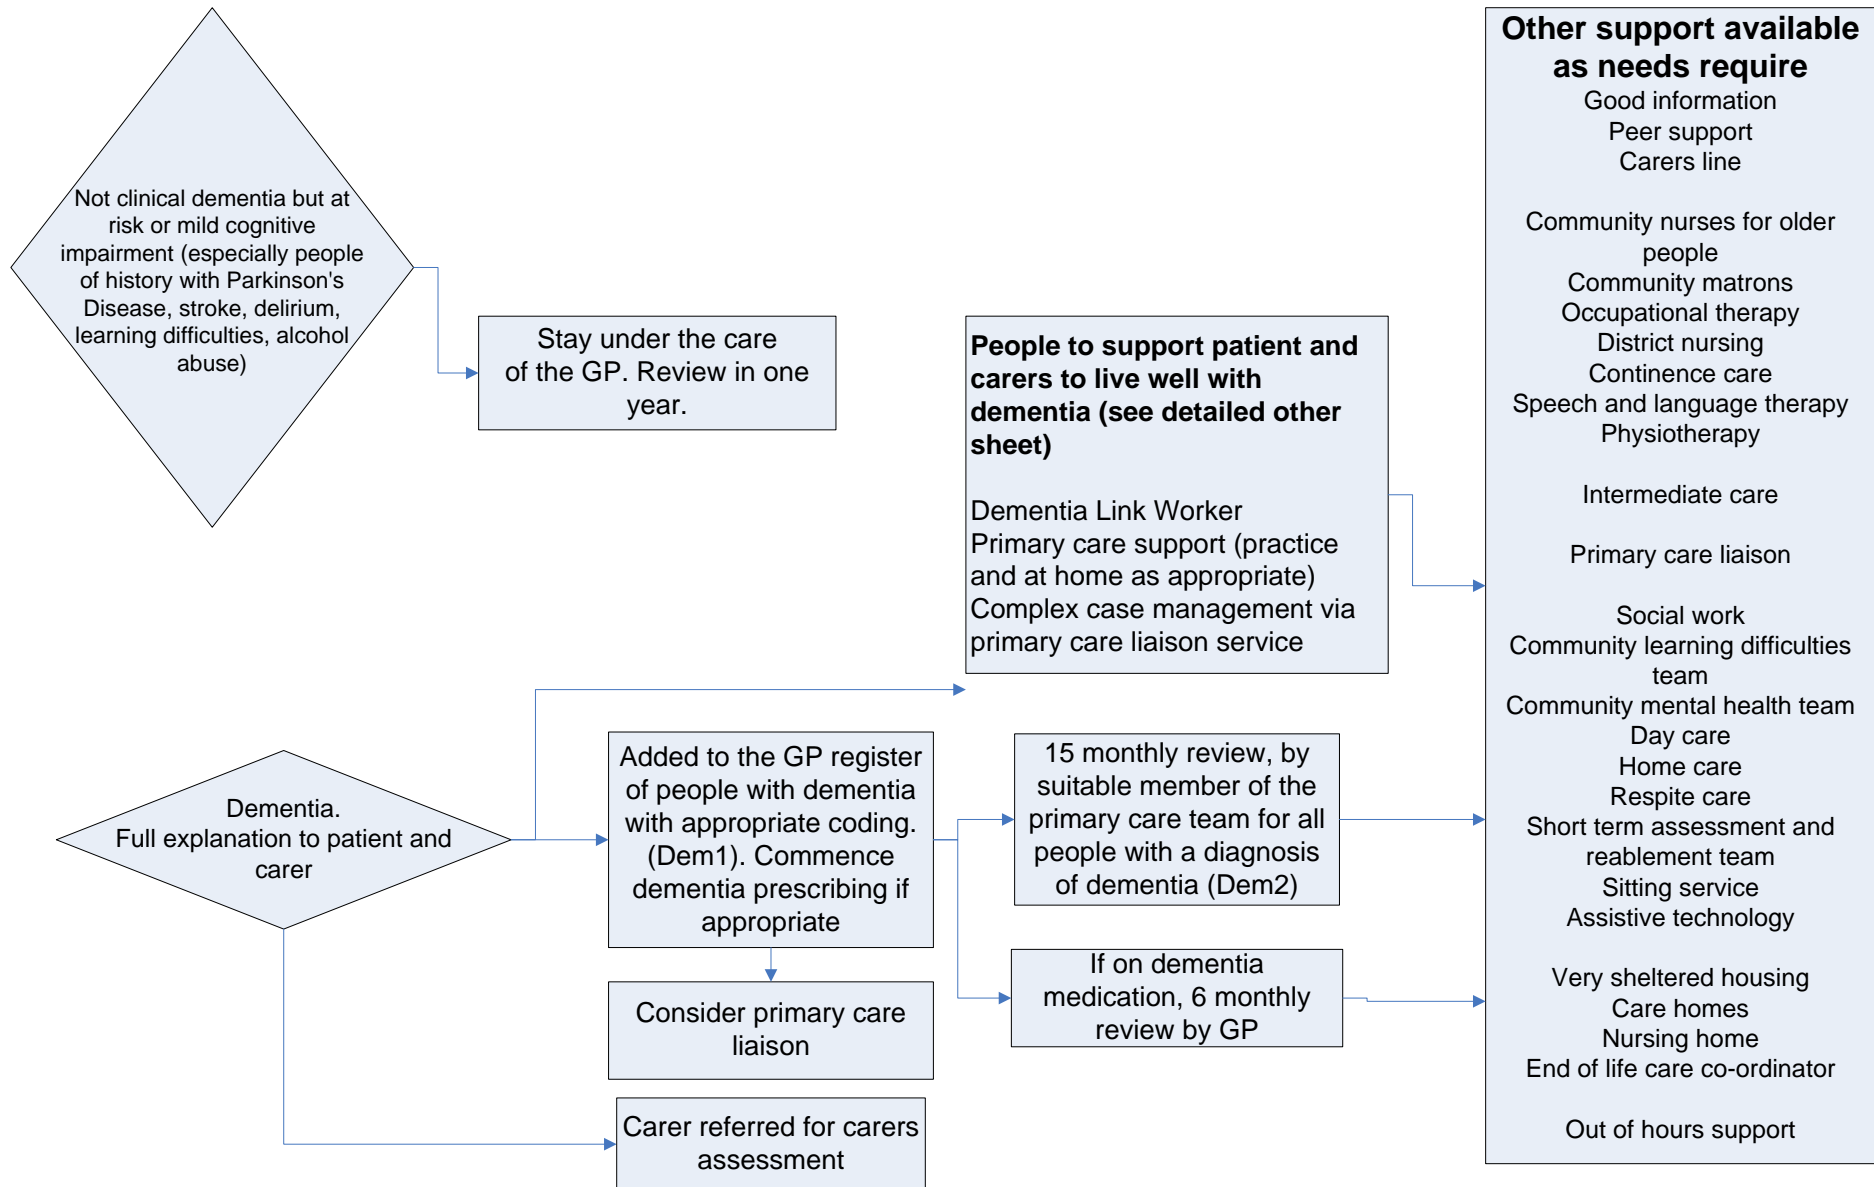 Not clinical dementia but at
risk or mild cognitive
impairment (especially people
of history with Parkinson's
Disease, stroke, delirium,
learning difficulties, alcohol
abuse)
Stay under the care
of the GP. Review in one
year.
People to support patient and
carers to live well with
dementia (see detailed other
sheet)
Dementia Link Worker
Primary care support (practice
and at home as appropriate)
Complex case management via
primary care liaison service
Dementia.
Full explanation to patient and
carer
Added to the GP register
of people with dementia
with appropriate coding.
(Dem1). Commence
dementia prescribing if
appropriate
Consider primary care
liaison
Carer referred for carers
assessment
15 monthly review, by
suitable member of the
primary care team for all
people with a diagnosis
of dementia (Dem2)
If on dementia
medication, 6 monthly
review by GP
Other support available
as needs require
Good information
Peer support
Carers line
Community nurses for older
people
Community matrons
Occupational therapy
District nursing
Continence care
Speech and language therapy
Physiotherapy
Intermediate care
Primary care liaison
Social work
Community learning difficulties
team
Community mental health team
Day care
Home care
Respite care
Short term assessment and
reablement team
Sitting service
Assistive technology
Very sheltered housing
Care homes
Nursing home
End of life care co-ordinator
Out of hours support